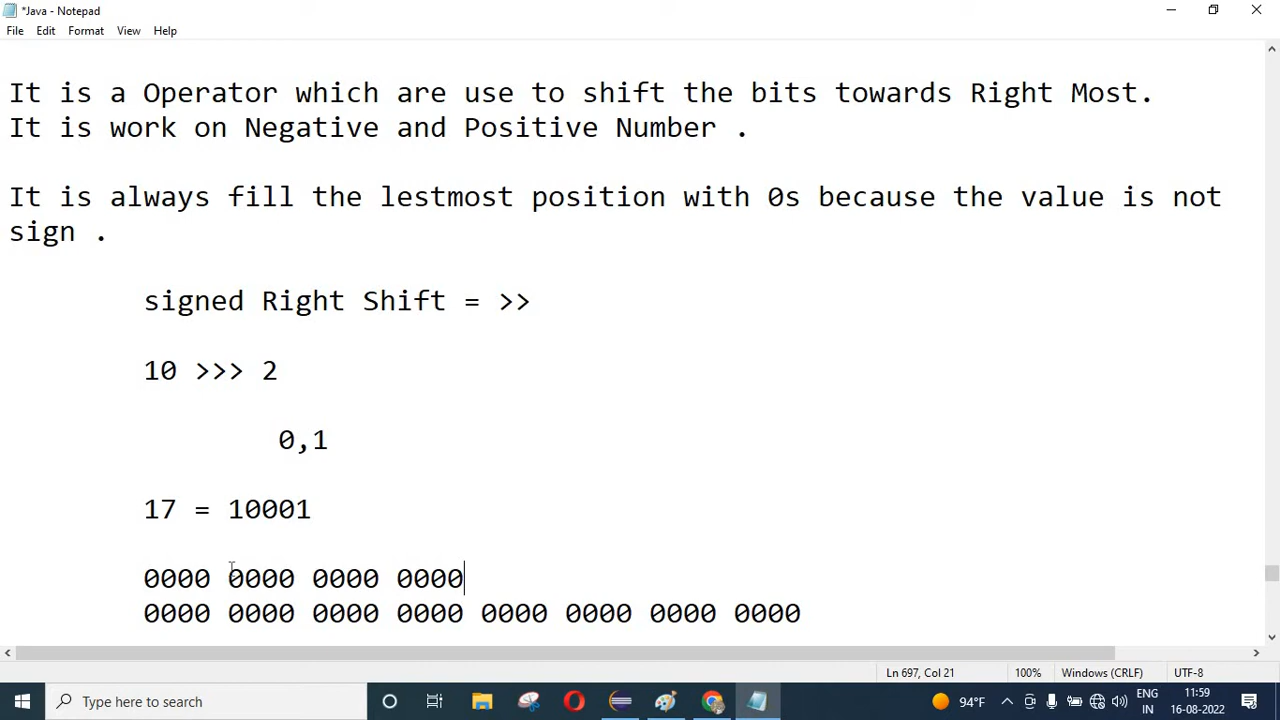 *Java - Notepad
File Edit Format View Help
It is a Operator which are use to shift the bits towards Right Most.
It is work on Negative and Positive Number .
It is always fill the lestmost position with 0s because the value is not
sign .
signed Right Shift = >>
10 >>> 2
0,1
17 = 10001
0000 0000 0000 0000
0000 0000 0000 0000 0000 0000 0000 0000
Ln 697, Col 21 100% Windows (CRLF) UTF-8
Type here to search 94°F ENG 11:59
IN 16-08-2022